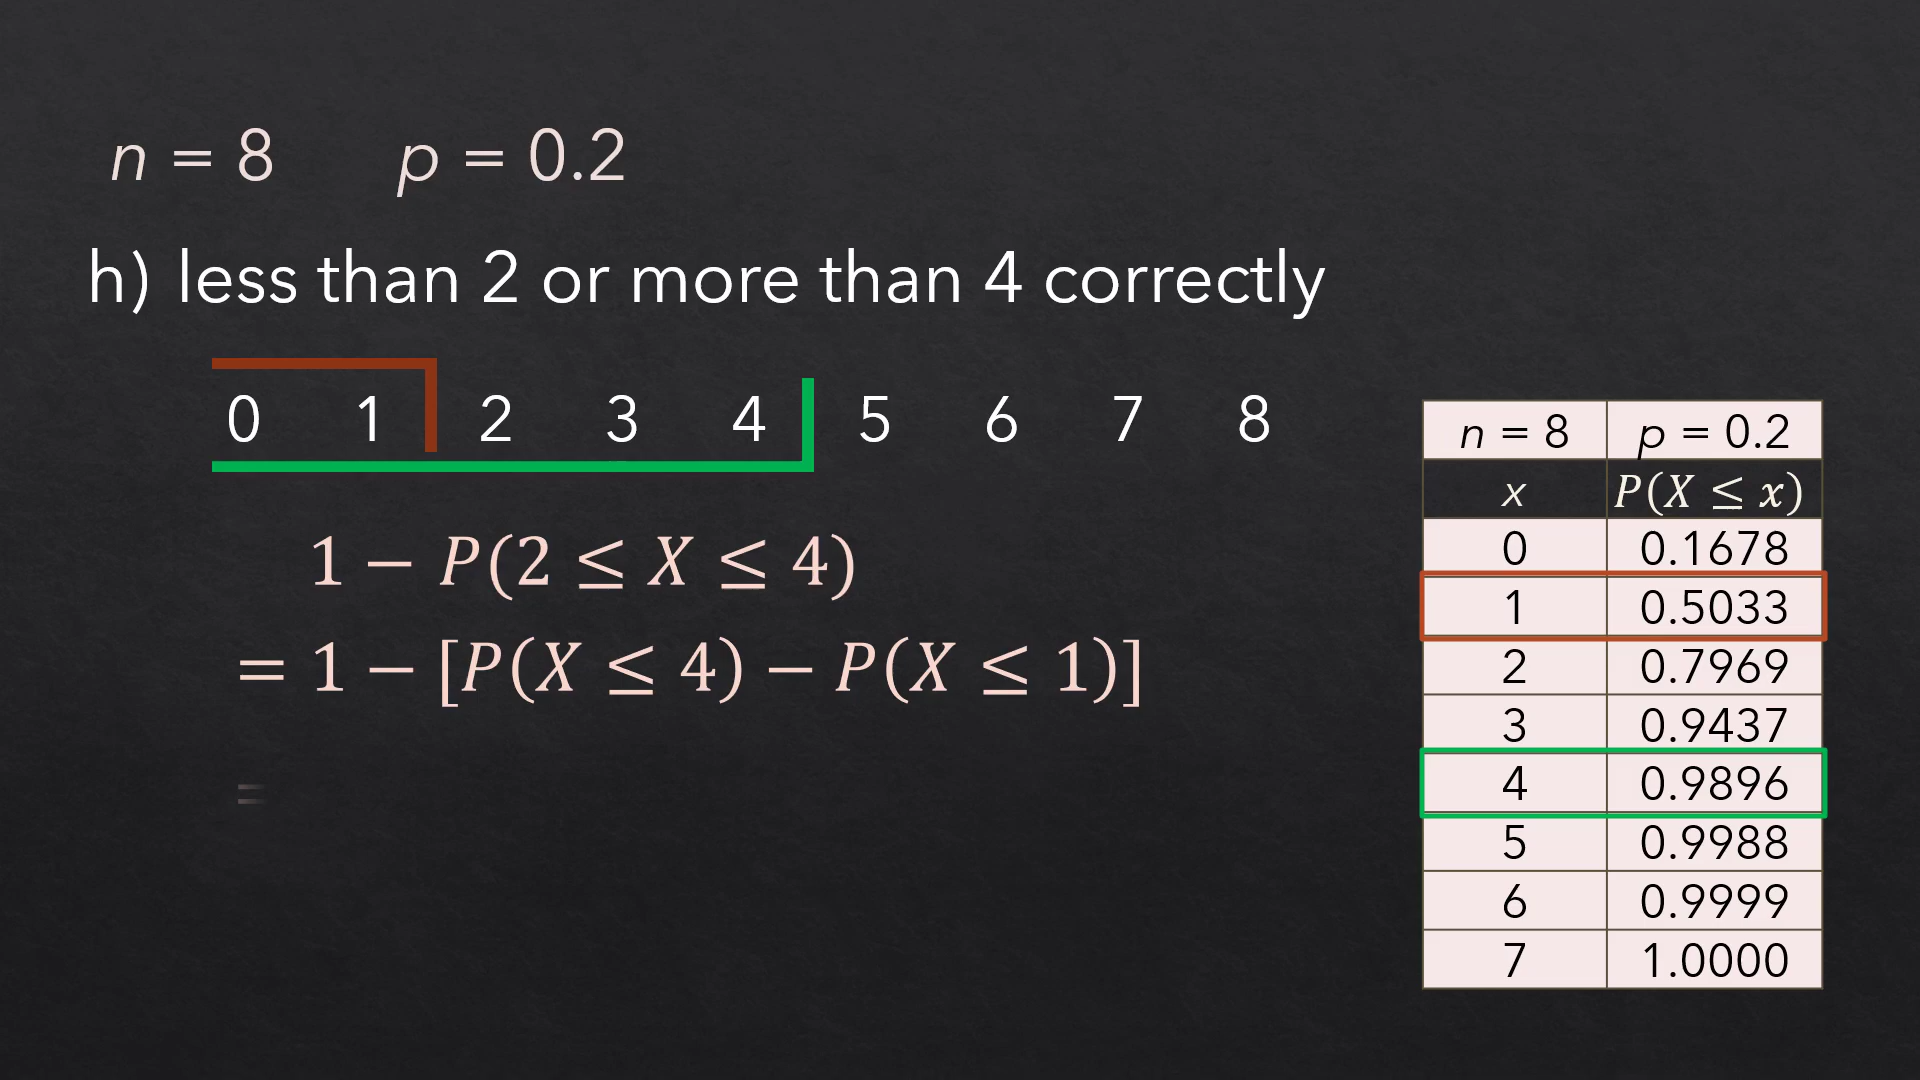 n = 8 p = 0.2
h) less than 2 or more than 4 correctly
0 1 2 3 4 5 6 7 8
1 − P(2 ≤ X ≤ 4)
= 1 − [P(X ≤ 4) − P(X ≤ 1)]
=
n = 8 p = 0.2
x P(X ≤ x)
0 0.1678
1 0.5033
2 0.7969
3 0.9437
4 0.9896
5 0.9988
6 0.9999
7 1.0000